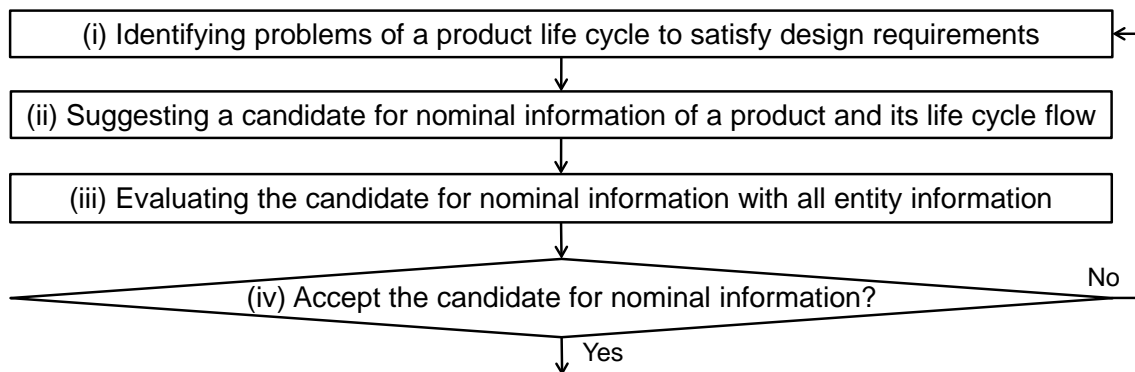 (i) Identifying problems of a product life cycle to satisfy design requirements
(ii) Suggesting a candidate for nominal information of a product and its life cycle flow
(iii) Evaluating the candidate for nominal information with all entity information
(iv) Accept the candidate for nominal information?
No
Yes